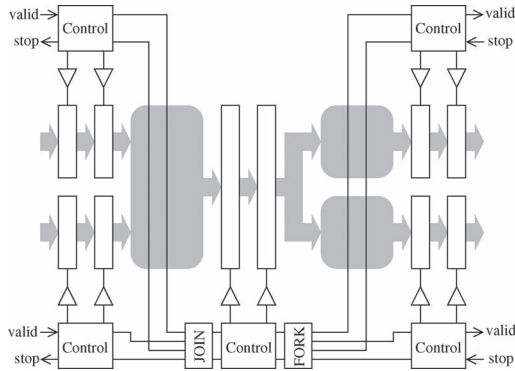 valid
Control
stop
Control
valid
stop
valid
Control
stop
JOIN
Control
FORK
Control
valid
stop